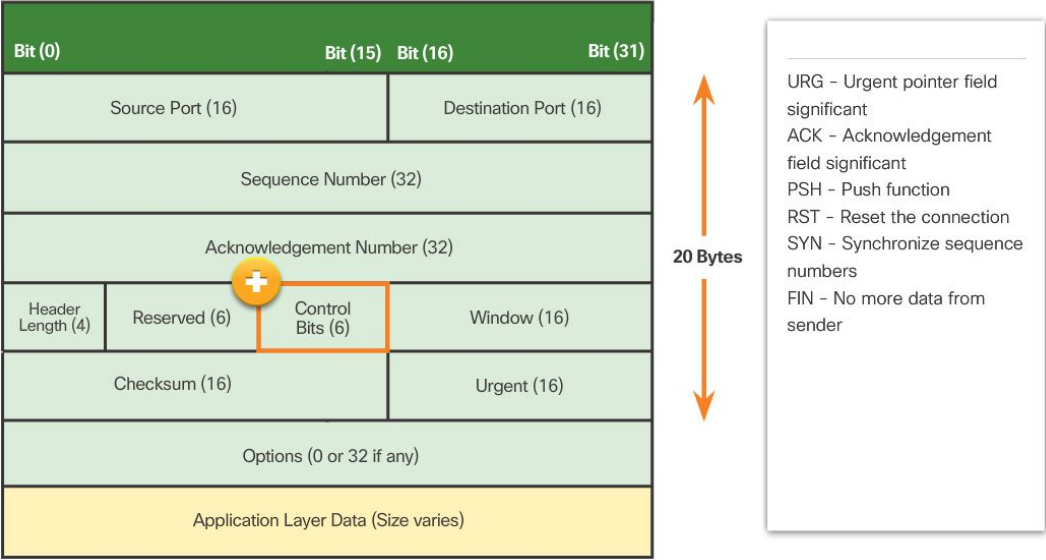 Bit (0) Bit (15) Bit (16) Bit (31)
Source Port (16) Destination Port (16)
Sequence Number (32)
Acknowledgement Number (32)
Header
Length (4)
Reserved (6)
Control
Bits (6)
Window (16)
Checksum (16) Urgent (16)
Options (0 or 32 if any)
Application Layer Data (Size varies)
20 Bytes
URG - Urgent pointer field
significant
ACK - Acknowledgement
field significant
PSH - Push function
RST - Reset the connection
SYN - Synchronize sequence
numbers
FIN - No more data from
sender